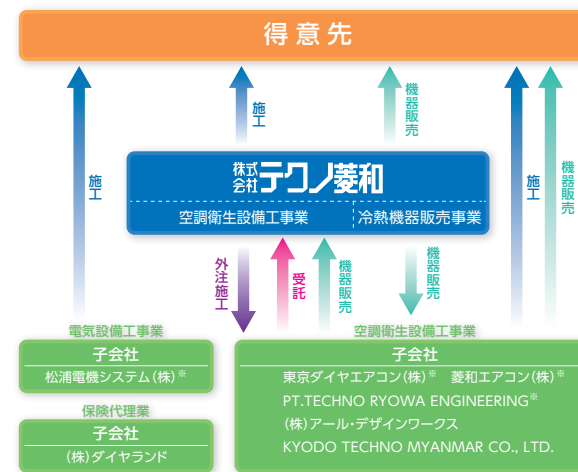 得意先
施工
施工
機器販売
施工
機器販売
株式会社テクノ菱和
空調衛生設備工事業
冷熱機器販売事業
外注施工
受託
機器販売
機器販売
電気設備工事業
子会社
松浦電機システム(株)※
保険代理業
子会社
(株)ダイヤランド
空調衛生設備工事業
子会社
東京ダイヤエアコン(株)※ 菱和エアコン(株)※
PT.TECHNO RYOWA ENGINEERING※
(株)アール・デザインワークス
KYODO TECHNO MYANMAR CO., LTD.